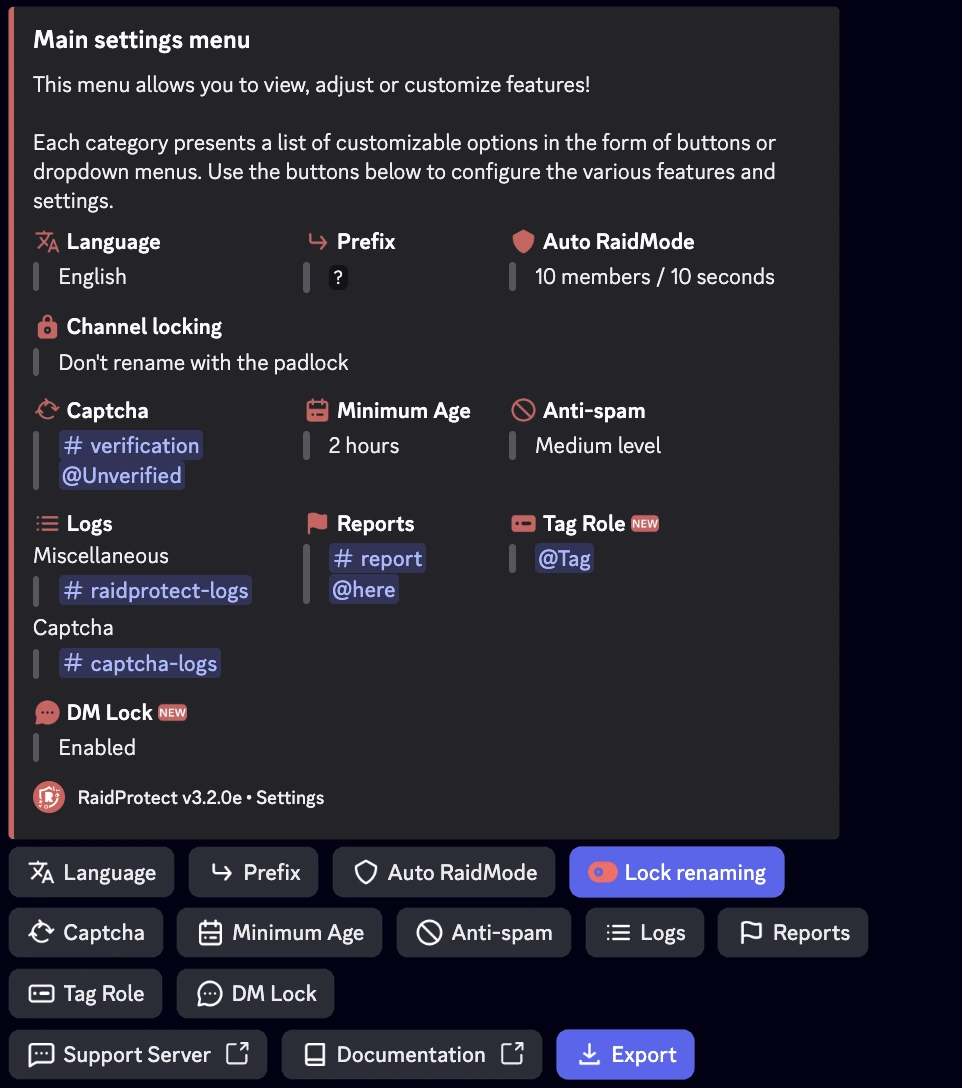 Main settings menu
This menu allows you to view, adjust or customize features!
Each category presents a list of customizable options in the form of buttons or
dropdown menus. Use the buttons below to configure the various features and
settings.
Language
English
Prefix
?
Auto RaidMode
10 members / 10 seconds
Channel locking
Don't rename with the padlock
Captcha
# verification
@Unverified
Minimum Age
2 hours
Anti-spam
Medium level
Logs
Miscellaneous
# raidprotect-logs
Captcha
# captcha-logs
Reports
# report
@here
Tag Role NEW
@Tag
DM Lock NEW
Enabled
RaidProtect v3.2.0e • Settings
Language
Prefix
Auto RaidMode
Lock renaming
Captcha
Minimum Age
Anti-spam
Logs
Reports
Tag Role
DM Lock
Support Server
Documentation
Export